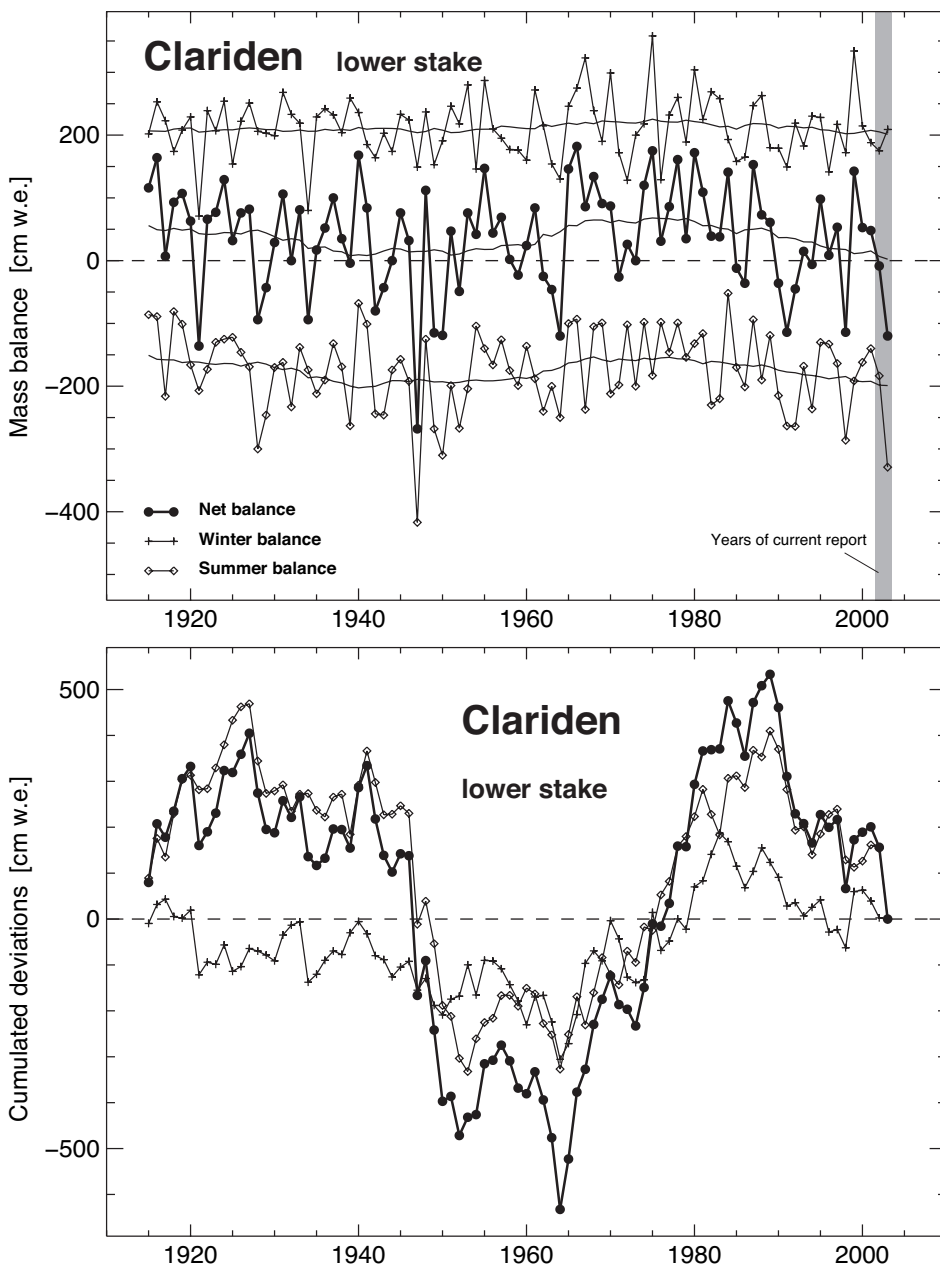 Clariden lower stake
Mass balance [cm w.e.]
200
0
−200
−400
Net balance
Winter balance
Summer balance
Years of current report
1920 1940 1960 1980 2000
Clariden
lower stake
Cumulated deviations [cm w.e.]
500
0
−500
1920 1940 1960 1980 2000